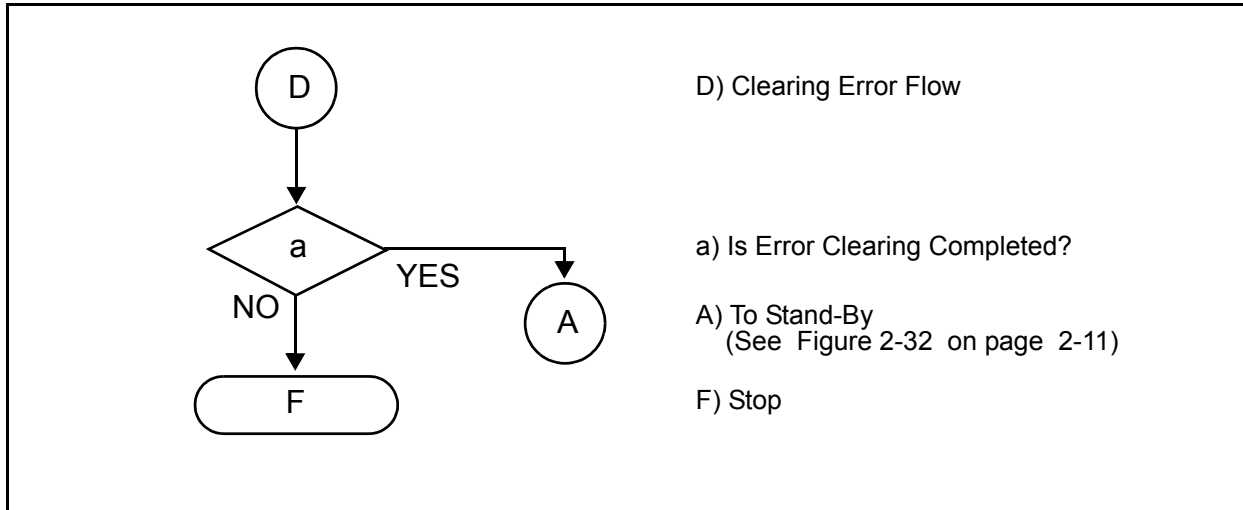 D
D) Clearing Error Flow
a
a) Is Error Clearing Completed?
YES
NO
A
A) To Stand-By
(See Figure 2-32 on page 2-11)
F
F) Stop